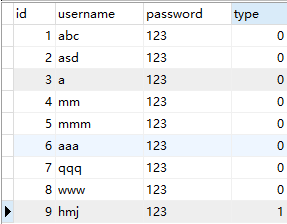 id username password type
1 abc 123 0
2 asd 123 0
3 a 123 0
4 mm 123 0
5 mmm 123 0
6 aaa 123 0
7 qqq 123 0
8 www 123 0
9 hmj 123 1